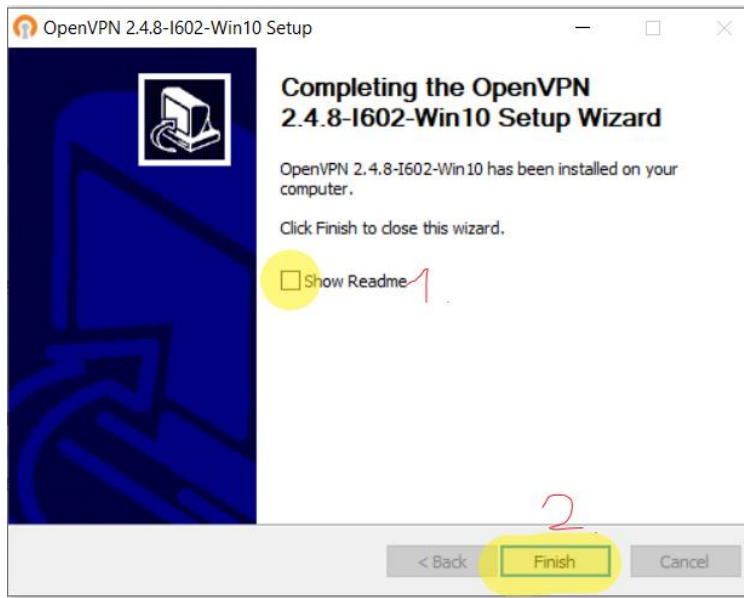 OpenVPN 2.4.8-I602-Win10 Setup
Completing the OpenVPN
2.4.8-I602-Win10 Setup Wizard
OpenVPN 2.4.8-I602-Win10 has been installed on your
computer.
Click Finish to close this wizard.
Show Readme 1.
2.
< Back Finish Cancel